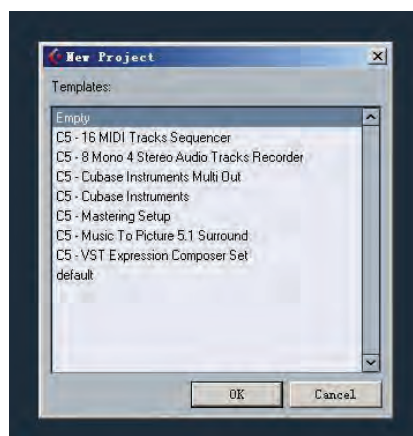 New Project
Templates:
Empty
C5 - 16 MIDI Tracks Sequencer
C5 - 8 Mono 4 Stereo Audio Tracks Recorder
C5 - Cubase Instruments Multi Out
C5 - Cubase Instruments
C5 - Mastering Setup
C5 - Music To Picture 5.1 Surround
C5 - VST Expression Composer Set
default
OK Cancel